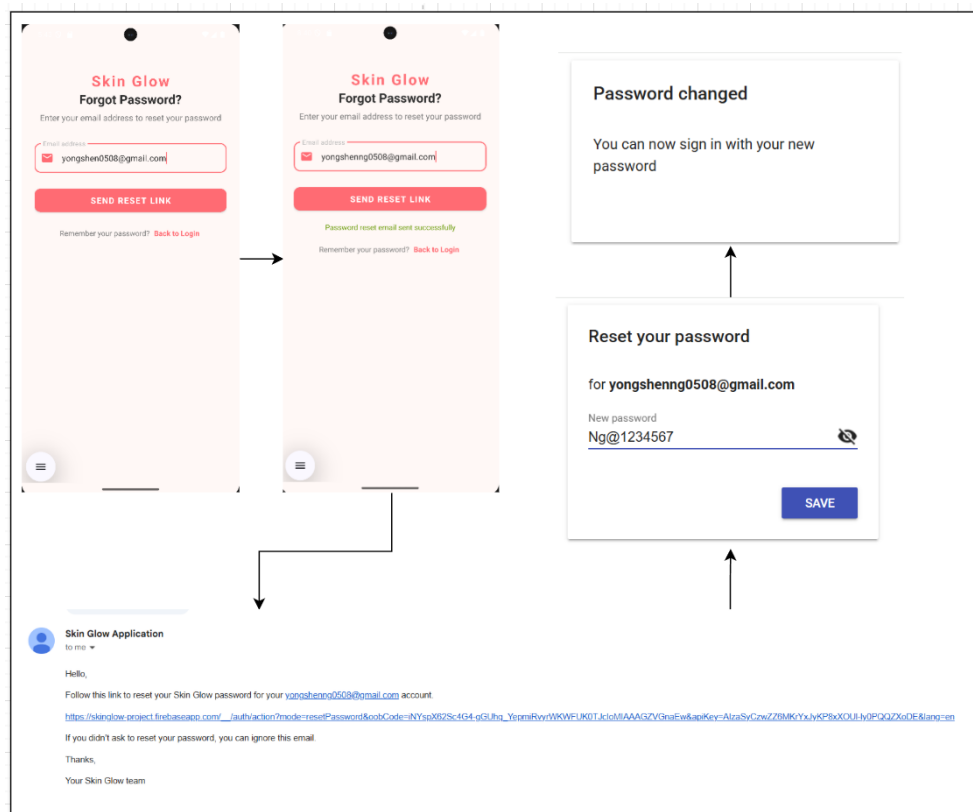 Skin Glow
Forgot Password?
Enter your email address to reset your password
Email address
yongshen0508@gmail.com
SEND RESET LINK
Remember your password? Back to Login
Skin Glow
Forgot Password?
Enter your email address to reset your password
Email address
yongshenng0508@gmail.com
SEND RESET LINK
Password reset email sent successfully
Remember your password? Back to Login
Password changed
You can now sign in with your new
password
Reset your password
for yongshenng0508@gmail.com
New password
Ng@1234567
SAVE
Skin Glow Application
to me
Hello,
Follow this link to reset your Skin Glow password for your yongshenng0508@gmail.com account.
If you didn't ask to reset your password, you can ignore this email.
Thanks,
Your Skin Glow team